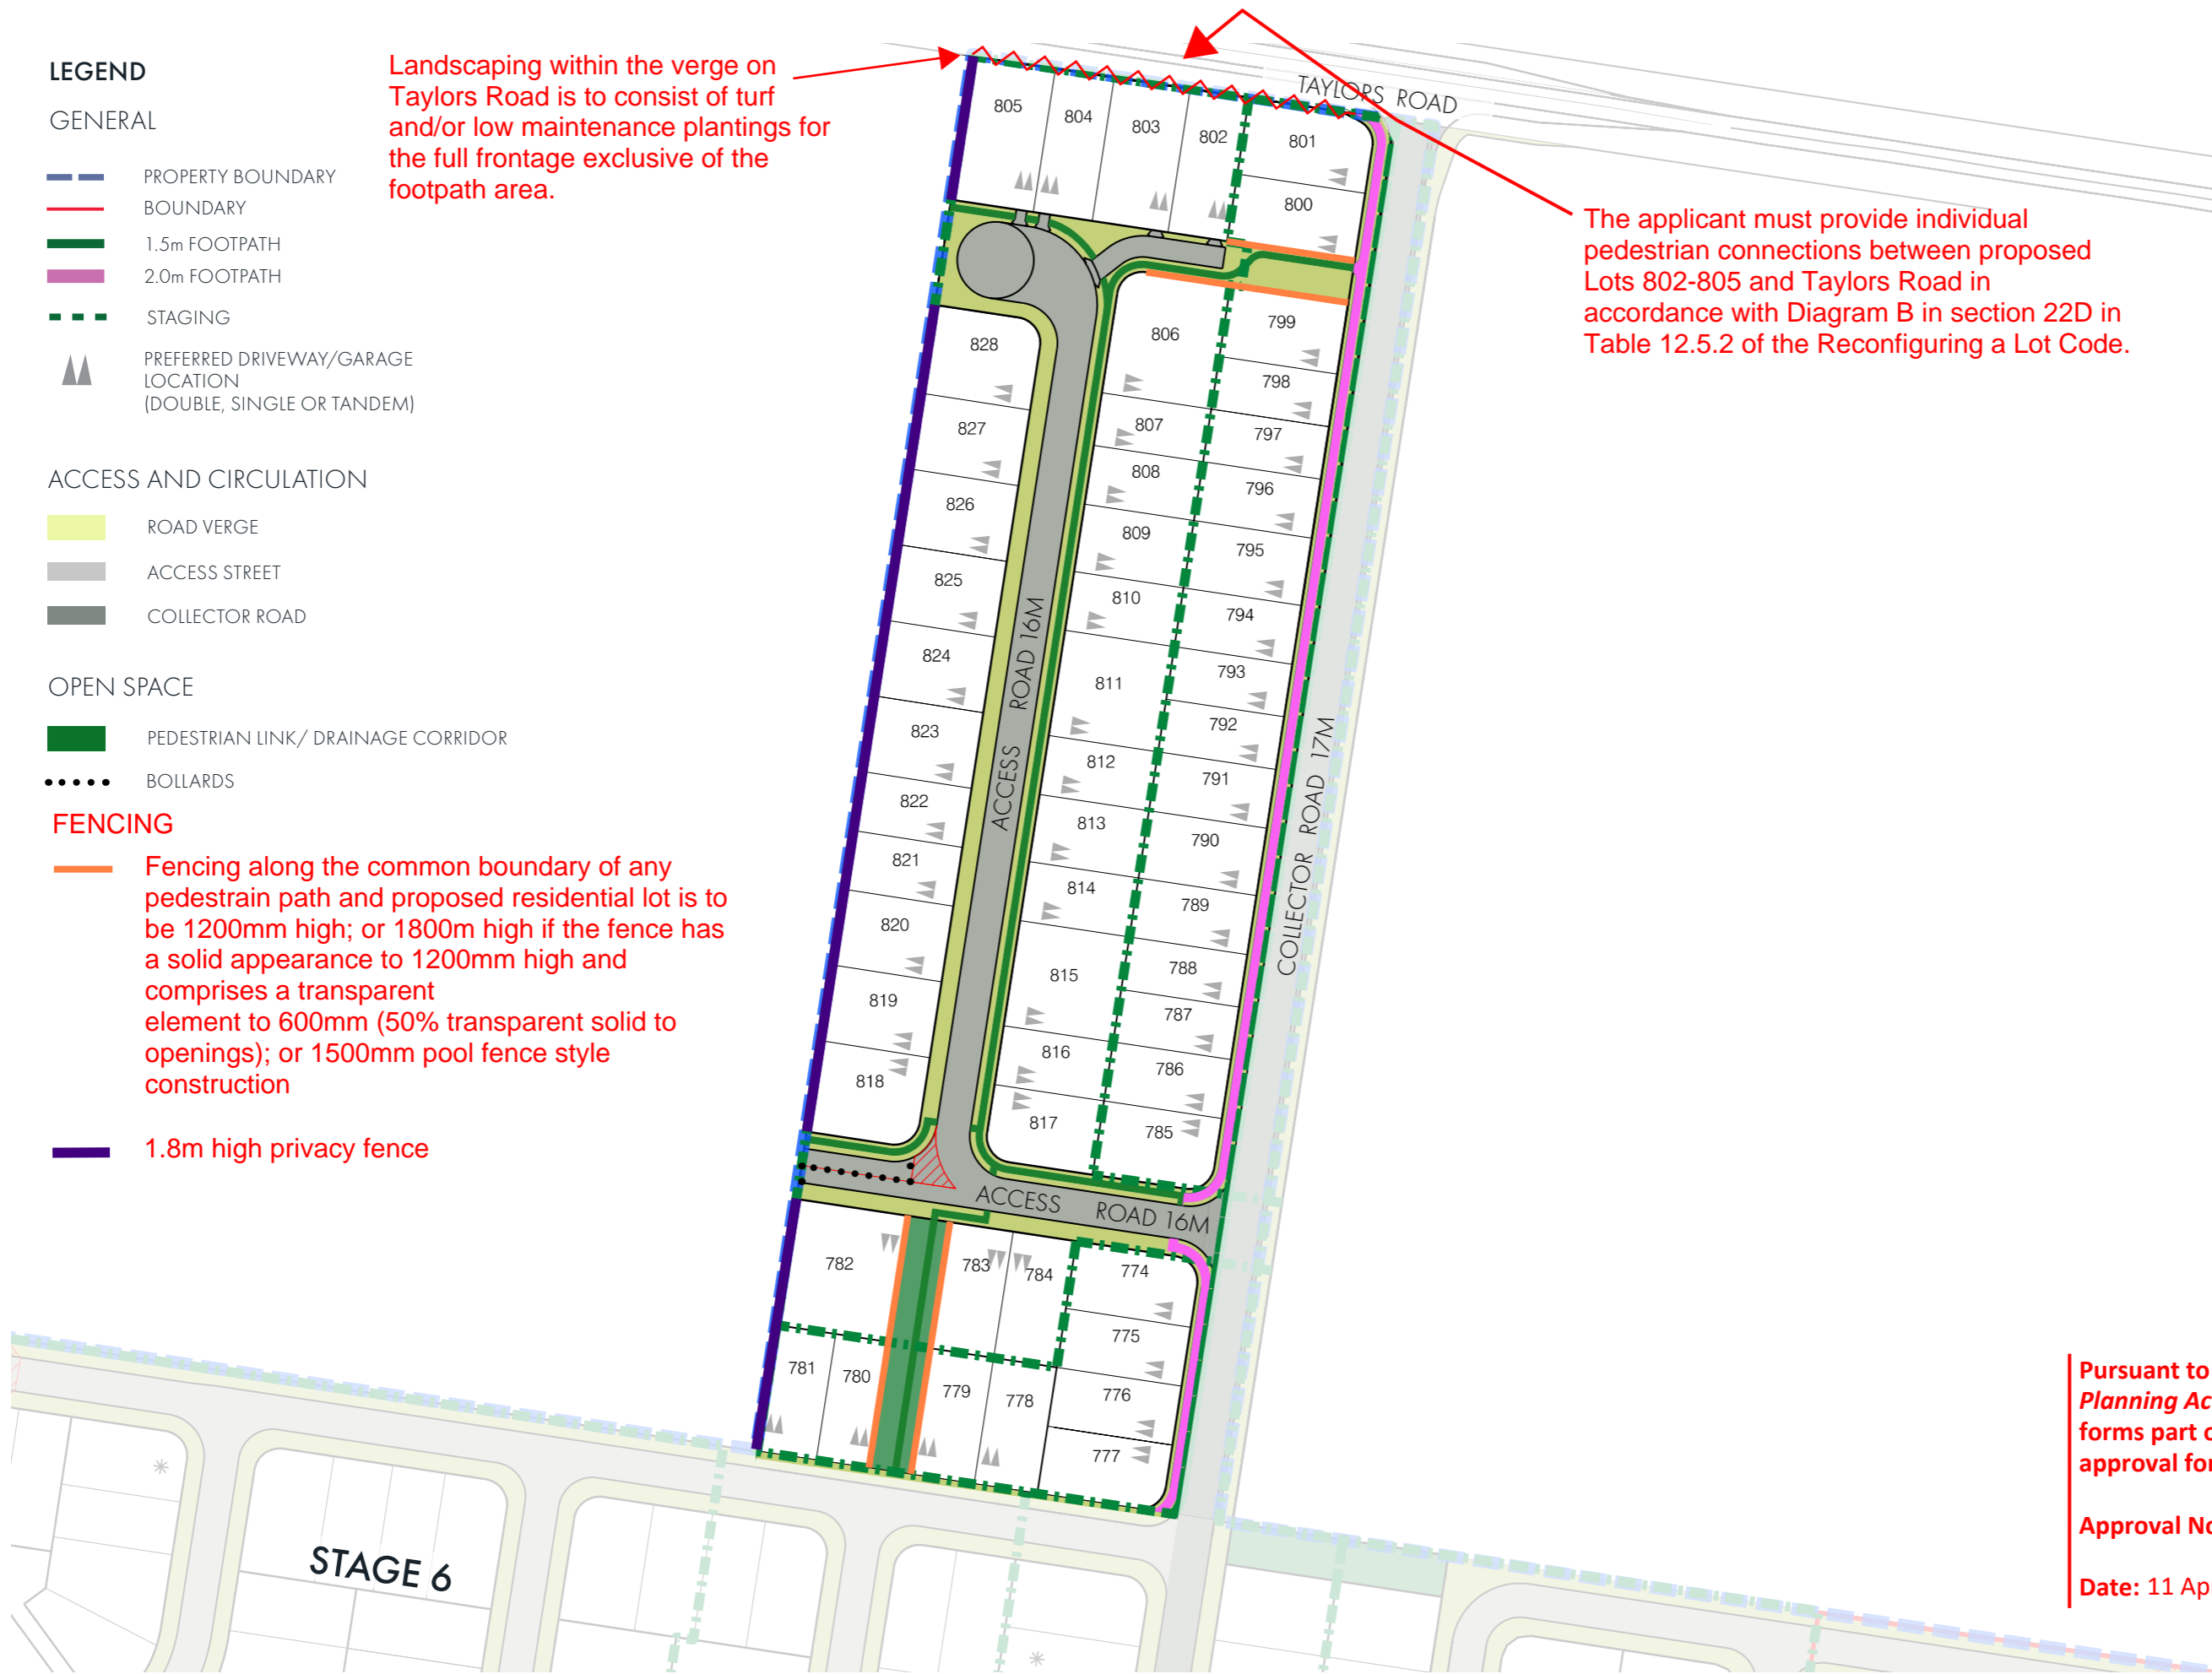 LEGEND
GENERAL
PROPERTY BOUNDARY
BOUNDARY
1.5m FOOTPATH
2.0m FOOTPATH
STAGING
PREFERRED DRIVEWAY/GARAGE
LOCATION
(DOUBLE, SINGLE OR TANDEM)
ACCESS AND CIRCULATION
ROAD VERGE
ACCESS STREET
COLLECTOR ROAD
OPEN SPACE
PEDESTRIAN LINK/ DRAINAGE CORRIDOR
BOLLARDS
FENCING
Fencing along the common boundary of any
pedestrain path and proposed residential lot is to
be 1200mm high; or 1800m high if the fence has
a solid appearance to 1200mm high and
comprises a transparent
element to 600mm (50% transparent solid to
openings); or 1500mm pool fence style
construction
1.8m high privacy fence
Landscaping within the verge on
Taylors Road is to consist of turf
and/or low maintenance plantings for
the full frontage exclusive of the
footpath area.
TAYLORS ROAD
The applicant must provide individual
pedestrian connections between proposed
Lots 802-805 and Taylors Road in
accordance with Diagram B in section 22D in
Table 12.5.2 of the Reconfiguring a Lot Code.
805
804
803
802
801
800
799
798
797
796
795
794
793
792
791
790
789
788
787
786
785
806
807
808
809
810
811
812
813
814
815
816
817
828
827
826
825
824
823
822
821
820
819
818
ACCESS ROAD 16M
COLLECTOR ROAD 17M
ACCESS ROAD 16M
782
783
784
774
775
776
777
781
780
779
778
STAGE 6
Pursuant to
Planning Ac
forms part o
approval for
Approval No
Date: 11 Ap